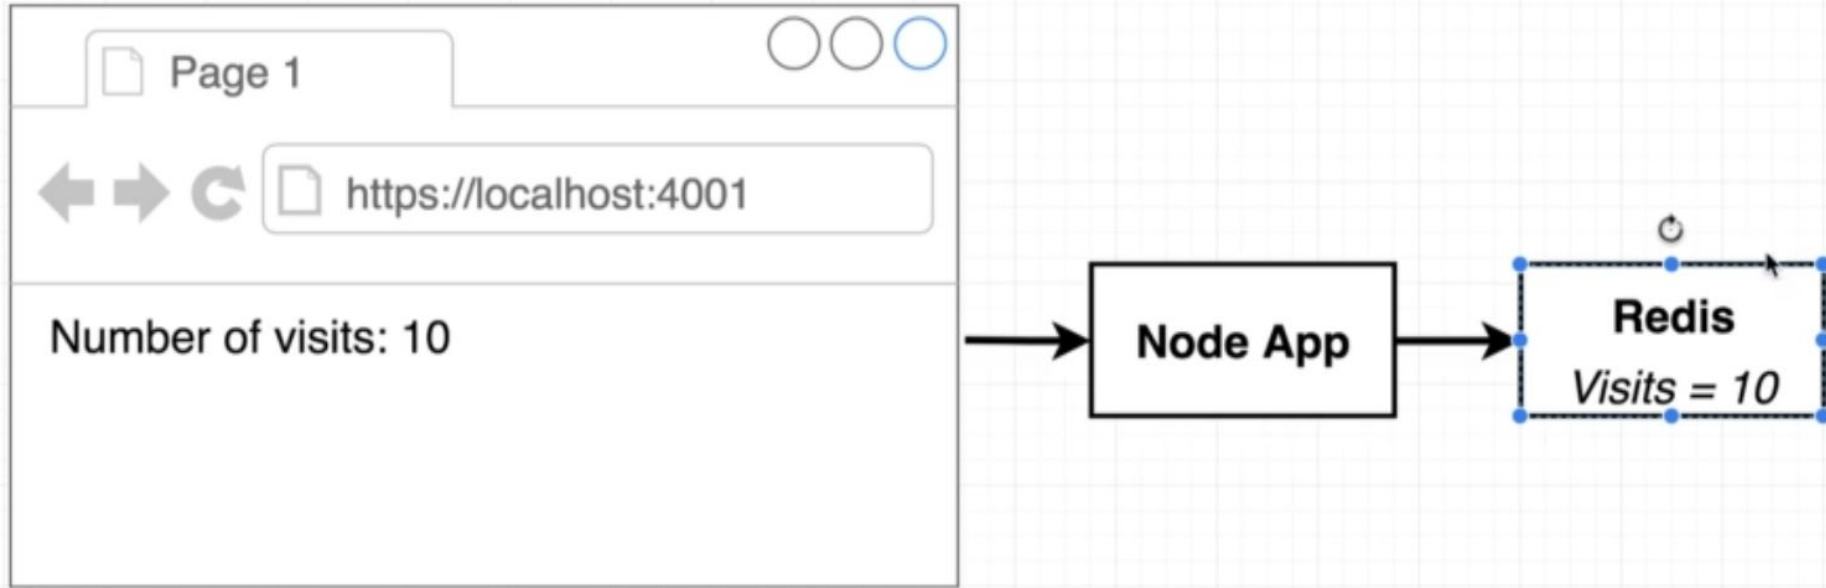 Page 1
https://localhost:4001
Number of visits: 10
Node App
Redis
Visits = 10